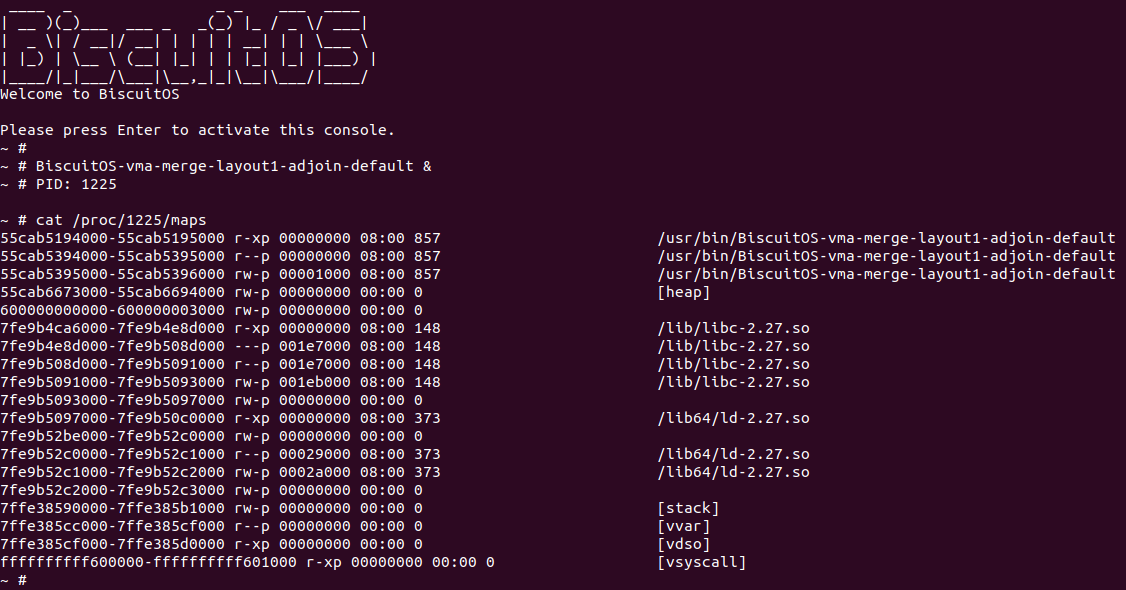 ____  _                _ _    ___  ____
| __ )(_)___  ___ _   _(_) |_ / _ \/ ___|
|  _ \| / __|/ __| | | | | __| | | \___ \
| |_) | \__ \ (__| |_| | | |_| |_| |___) |
|____/|_|___/\___|\__,_|_|\__|\___/|____/
Welcome to BiscuitOS

Please press Enter to activate this console.
~ #
~ # BiscuitOS-vma-merge-layout1-adjoin-default &
~ # PID: 1225

~ # cat /proc/1225/maps
55cab5194000-55cab5195000 r-xp 00000000 08:00 857                        /usr/bin/BiscuitOS-vma-merge-layout1-adjoin-default
55cab5394000-55cab5395000 r--p 00000000 08:00 857                        /usr/bin/BiscuitOS-vma-merge-layout1-adjoin-default
55cab5395000-55cab5396000 rw-p 00001000 08:00 857                        /usr/bin/BiscuitOS-vma-merge-layout1-adjoin-default
55cab6673000-55cab6694000 rw-p 00000000 00:00 0                          [heap]
600000000000-600000003000 rw-p 00000000 00:00 0
7fe9b4ca6000-7fe9b4e8d000 r-xp 00000000 08:00 148                        /lib/libc-2.27.so
7fe9b4e8d000-7fe9b508d000 ---p 001e7000 08:00 148                        /lib/libc-2.27.so
7fe9b508d000-7fe9b5091000 r--p 001e7000 08:00 148                        /lib/libc-2.27.so
7fe9b5091000-7fe9b5093000 rw-p 001eb000 08:00 148                        /lib/libc-2.27.so
7fe9b5093000-7fe9b5097000 rw-p 00000000 00:00 0
7fe9b5097000-7fe9b50c0000 r-xp 00000000 08:00 373                        /lib64/ld-2.27.so
7fe9b52be000-7fe9b52c0000 rw-p 00000000 00:00 0
7fe9b52c0000-7fe9b52c1000 r--p 00029000 08:00 373                        /lib64/ld-2.27.so
7fe9b52c1000-7fe9b52c2000 rw-p 0002a000 08:00 373                        /lib64/ld-2.27.so
7fe9b52c2000-7fe9b52c3000 rw-p 00000000 00:00 0
7ffe38590000-7ffe385b1000 rw-p 00000000 00:00 0                          [stack]
7ffe385cc000-7ffe385cf000 r--p 00000000 00:00 0                          [vvar]
7ffe385cf000-7ffe385d0000 r-xp 00000000 00:00 0                          [vdso]
ffffffffff600000-ffffffffff601000 r-xp 00000000 00:00 0                  [vsyscall]
~ #